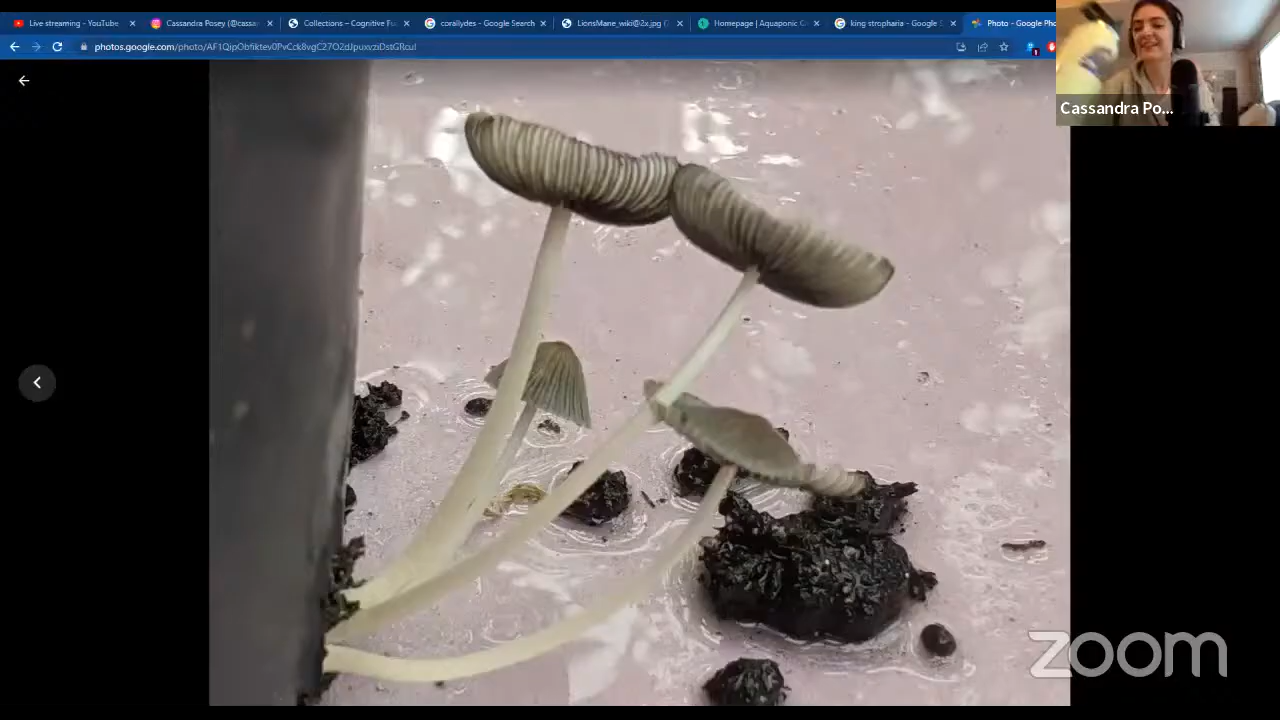 Live streaming - YouTube
Cassandra Posey (@cassa
Collections – Cognitive Fu
corallydes - Google Search
LionsMane_wiki@2x.jpg (
Homepage | Aquaponic C
king stropharia - Google S
Photo - Google Pho
photos.google.com/photo/
Cassandra Po...
zoom